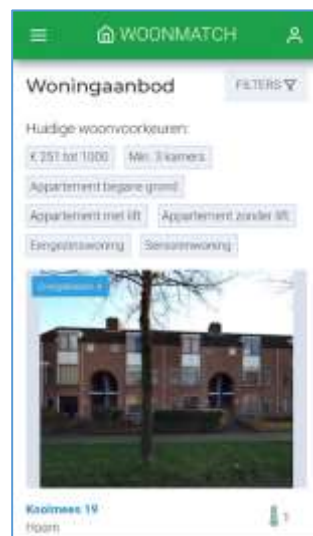 WOONMATCH
Woningaanbod FILTERS
Huidige woonvoorkeuren:
€ 251 tot 1000 Min. 3 kamers
Appartement begane grond
Appartement met lift Appartement zonder lift
Eengezinswoning Seniorenwoning
Koolmees 19
Hoorn